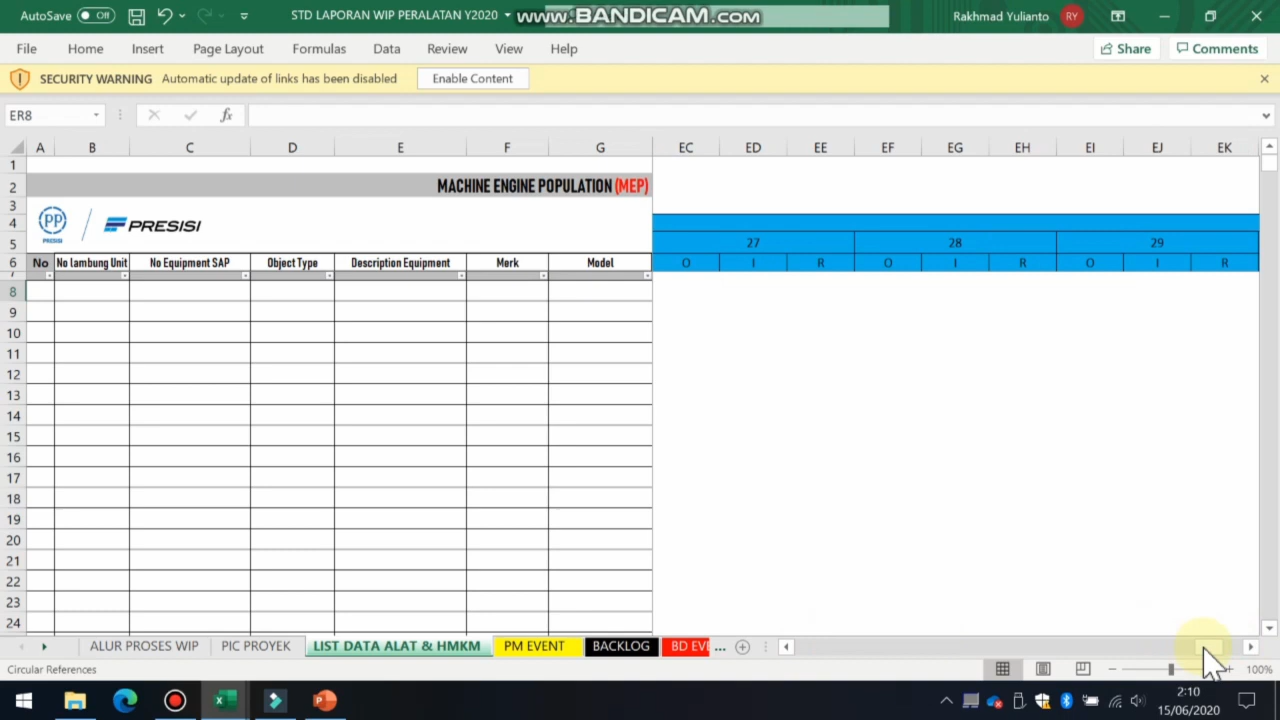 AutoSave Off STD LAPORAN WIP PERALATAN Y2020 www.BANDICAM.com Rakhmad Yulianto RY
File Home Insert Page Layout Formulas Data Review View Help Share Comments
SECURITY WARNING Automatic update of links has been disabled Enable Content
ER8 fx
A B C D E F G EC ED EE EF EG EH EI EJ EK
1
2 MACHINE ENGINE POPULATION (MEP)
3
4 PP PRESISI PRESISI
5 27 28 29
6 No No lambung Unit No Equipment SAP Object Type Description Equipment Merk Model O I R O I R O I R
7
8
9
10
11
12
13
14
15
16
17
18
19
20
21
22
23
24
ALUR PROSES WIP PIC PROYEK LIST DATA ALAT & HMKM PM EVENT BACKLOG BD EVE ...
Circular References 100%
2:10
15/06/2020